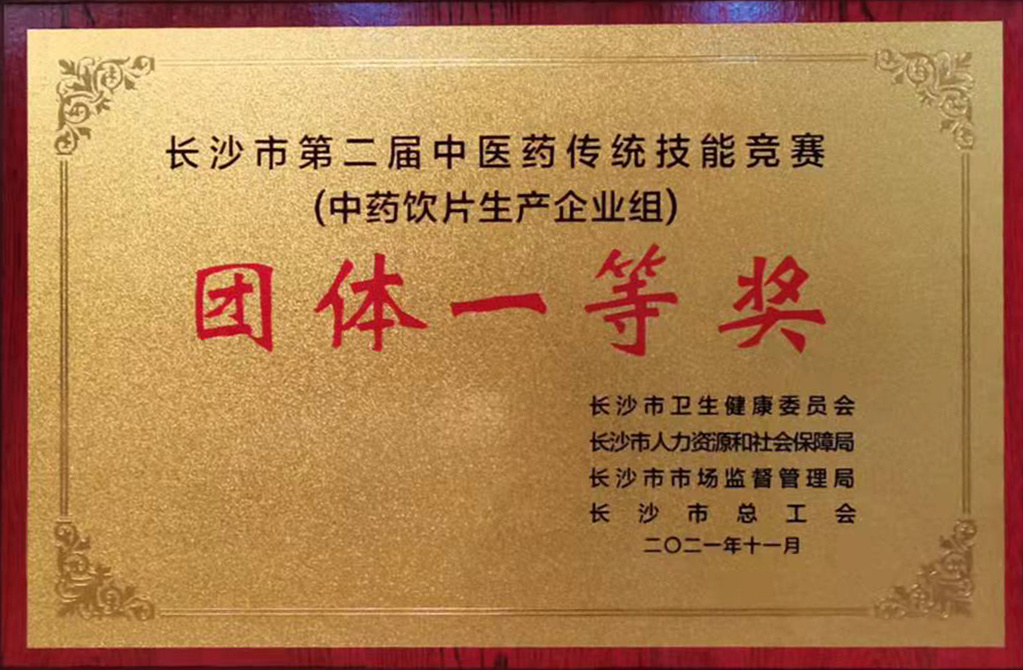 长沙市第二届中医药传统技能竞赛
(中药饮片生产企业组)
团体一等奖
长沙市卫生健康委员会
长沙市人力资源和社会保障局
长沙市市场监督管理局
长沙市总工会
二〇二一年十一月